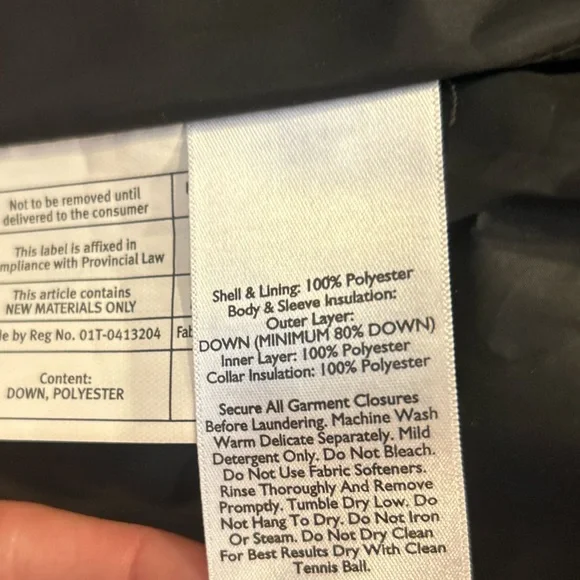 Not to be removed until
delivered to the consumer
This label is affixed in
mpliance with Provincial Law
This article contains
NEW MATERIALS ONLY
e by Reg No. 01T-0413204
Fab
Content:
DOWN, POLYESTER
Shell & Lining: 100% Polyester
Body & Sleeve Insulation:
Outer Layer:
DOWN (MINIMUM 80% DOWN)
Inner Layer: 100% Polyester
Collar Insulation: 100% Polyester
Secure All Garment Closures
Before Laundering. Machine Wash
Warm Delicate Separately. Mild
Detergent Only. Do Not Bleach.
Do Not Use Fabric Softeners.
Rinse Thoroughly And Remove
Promptly. Tumble Dry Low. Do
Not Hang To Dry. Do Not Iron
Or Steam. Do Not Dry Clean
For Best Results Dry With Clean
Tennis Ball.